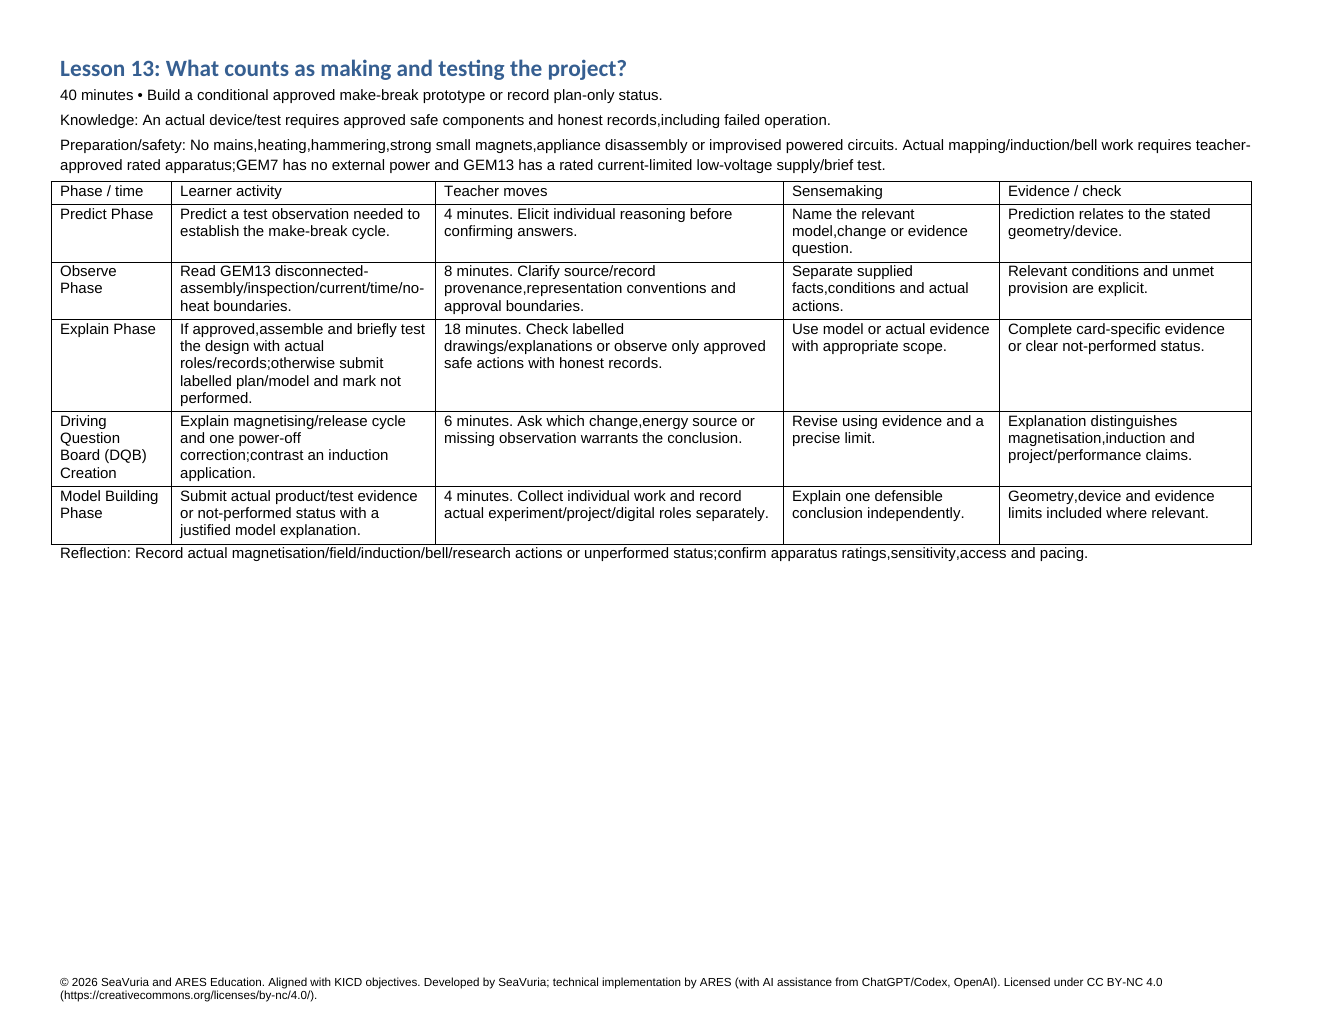 Lesson 13: What counts as making and testing the project?
40 minutes • Build a conditional approved make-break prototype or record plan-only status.
Knowledge: An actual device/test requires approved safe components and honest records,including failed operation.
Preparation/safety: No mains,heating,hammering,strong small magnets,appliance disassembly or improvised powered circuits. Actual mapping/induction/bell work requires teacher-
approved rated apparatus;GEM7 has no external power and GEM13 has a rated current-limited low-voltage supply/brief test.
Phase / time
Learner activity
Teacher moves
Sensemaking
Evidence / check
Predict Phase
Predict a test observation needed to
establish the make-break cycle.
4 minutes. Elicit individual reasoning before
confirming answers.
Name the relevant
model,change or evidence
question.
Prediction relates to the stated
geometry/device.
Observe
Phase
Read GEM13 disconnected-
assembly/inspection/current/time/no-
heat boundaries.
8 minutes. Clarify source/record
provenance,representation conventions and
approval boundaries.
Separate supplied
facts,conditions and actual
actions.
Relevant conditions and unmet
provision are explicit.
Explain Phase
If approved,assemble and briefly test
the design with actual
roles/records;otherwise submit
labelled plan/model and mark not
performed.
18 minutes. Check labelled
drawings/explanations or observe only approved
safe actions with honest records.
Use model or actual evidence
with appropriate scope.
Complete card-specific evidence
or clear not-performed status.
Driving
Question
Board (DQB)
Creation
Explain magnetising/release cycle
and one power-off
correction;contrast an induction
application.
6 minutes. Ask which change,energy source or
missing observation warrants the conclusion.
Revise using evidence and a
precise limit.
Explanation distinguishes
magnetisation,induction and
project/performance claims.
Model Building
Phase
Submit actual product/test evidence
or not-performed status with a
justified model explanation.
4 minutes. Collect individual work and record
actual experiment/project/digital roles separately.
Explain one defensible
conclusion independently.
Geometry,device and evidence
limits included where relevant.
Reflection: Record actual magnetisation/field/induction/bell/research actions or unperformed status;confirm apparatus ratings,sensitivity,access and pacing.
© 2026 SeaVuria and ARES Education. Aligned with KICD objectives. Developed by SeaVuria; technical implementation by ARES (with AI assistance from ChatGPT/Codex, OpenAI). Licensed under CC BY-NC 4.0
(https://creativecommons.org/licenses/by-nc/4.0/).